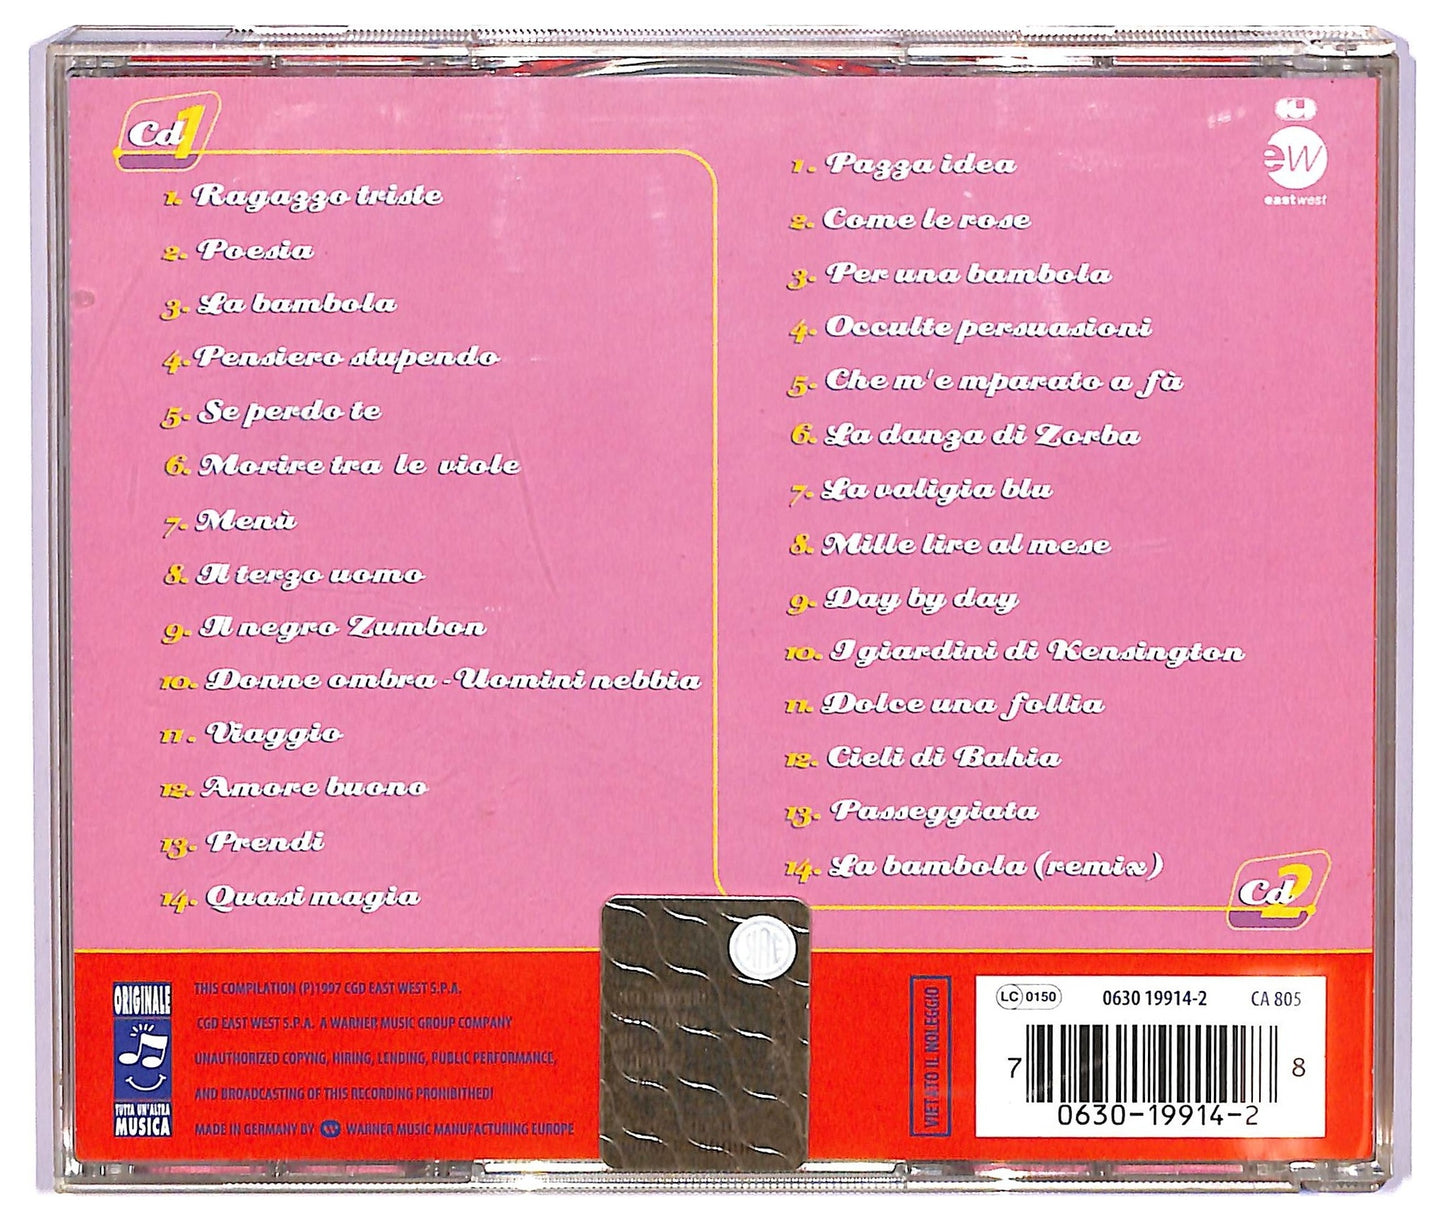 Cd1
1. Ragazzo triste
2. Poesia
3. La bambola
4. Pensiero stupendo
5. Se perdo te
6. Morire tra le viole
7. Menù
8. Il terzo uomo
9. Il negro Zumbon
10. Donne ombra - Uomini nebbia
11. Viaggio
12. Amore buono
13. Prendi
14. Quasi magia
ew
eastwest
1. Pazza idea
2. Come le rose
3. Per una bambola
4. Occulte persuasioni
5. Che m'e mparato a fà
6. La danza di Zorba
7. La valigia blu
8. Mille lire al mese
9. Day by day
10. I giardini di Kensington
11. Dolce una follia
12. Cieli di Bahia
13. Passeggiata
14. La bambola (remix)
Cd2
ORIGINALE
TUTTA UN'ALTRA
MUSICA
THIS COMPILATION (P)1997 CGD EAST WEST S.P.A.
CGD EAST WEST S.P.A. A WARNER MUSIC GROUP COMPANY
UNAUTHORIZED COPYNG, HIRING, LENDING, PUBLIC PERFORMANCE,
AND BROADCASTING OF THIS RECORDING PROHIBITHEDI
MADE IN GERMANY BY WARNER MUSIC MANUFACTURING EUROPE
VIETATO IL NOLEGGIO
LC 0150 0630 19914-2 CA 805
7 8
0630-19914-2